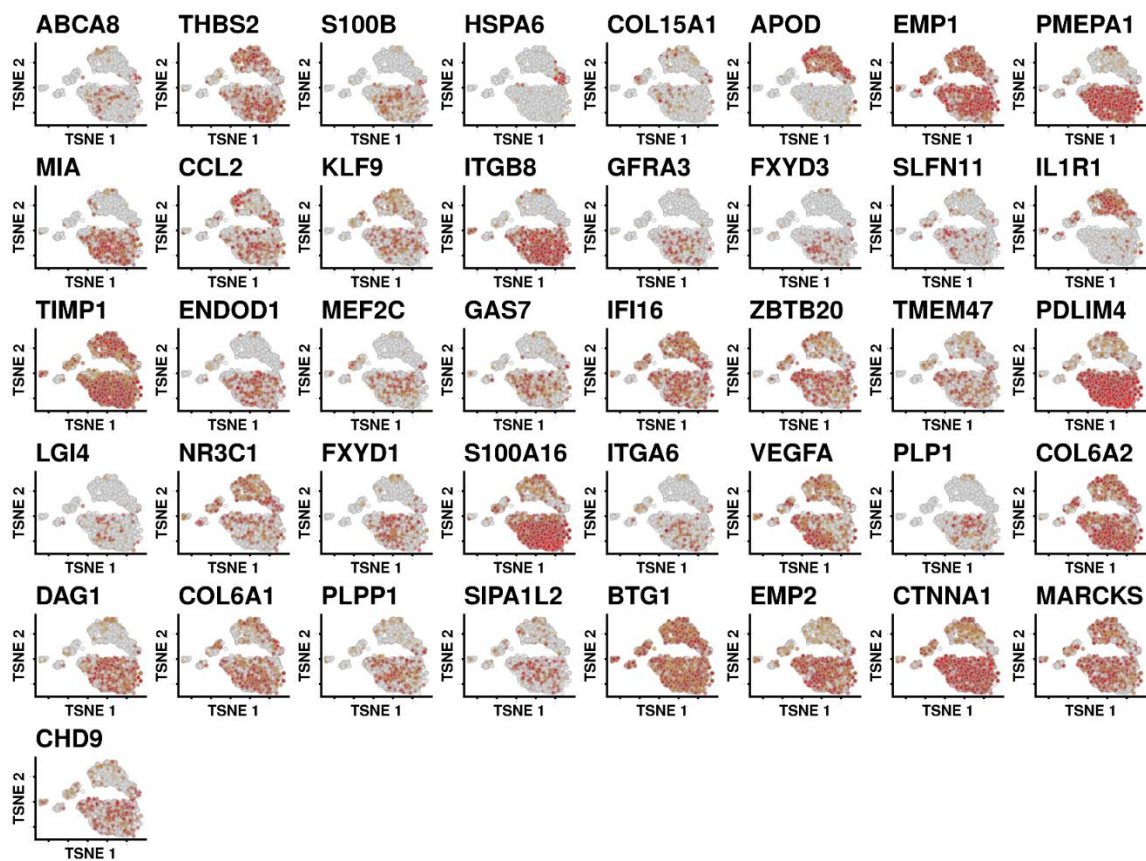 ABCA8 THBS2 S100B HSPA6 COL15A1 APOD EMP1 PMEPA1
TSNE 2 TSNE 2 TSNE 2 TSNE 2 TSNE 2 TSNE 2 TSNE 2 TSNE 2
TSNE 1 TSNE 1 TSNE 1 TSNE 1 TSNE 1 TSNE 1 TSNE 1 TSNE 1
MIA CCL2 KLF9 ITGB8 GFRA3 FXYD3 SLFN11 IL1R1
TSNE 2 TSNE 2 TSNE 2 TSNE 2 TSNE 2 TSNE 2 TSNE 2 TSNE 2
TSNE 1 TSNE 1 TSNE 1 TSNE 1 TSNE 1 TSNE 1 TSNE 1 TSNE 1
TIMP1 ENDOD1 MEF2C GAS7 IFI16 ZBTB20 TMEM47 PDLIM4
TSNE 2 TSNE 2 TSNE 2 TSNE 2 TSNE 2 TSNE 2 TSNE 2 TSNE 2
TSNE 1 TSNE 1 TSNE 1 TSNE 1 TSNE 1 TSNE 1 TSNE 1 TSNE 1
LGI4 NR3C1 FXYD1 S100A16 ITGA6 VEGFA PLP1 COL6A2
TSNE 2 TSNE 2 TSNE 2 TSNE 2 TSNE 2 TSNE 2 TSNE 2 TSNE 2
TSNE 1 TSNE 1 TSNE 1 TSNE 1 TSNE 1 TSNE 1 TSNE 1 TSNE 1
DAG1 COL6A1 PLPP1 SIPA1L2 BTG1 EMP2 CTNNA1 MARCKS
TSNE 2 TSNE 2 TSNE 2 TSNE 2 TSNE 2 TSNE 2 TSNE 2 TSNE 2
TSNE 1 TSNE 1 TSNE 1 TSNE 1 TSNE 1 TSNE 1 TSNE 1 TSNE 1
CHD9
TSNE 2
TSNE 1